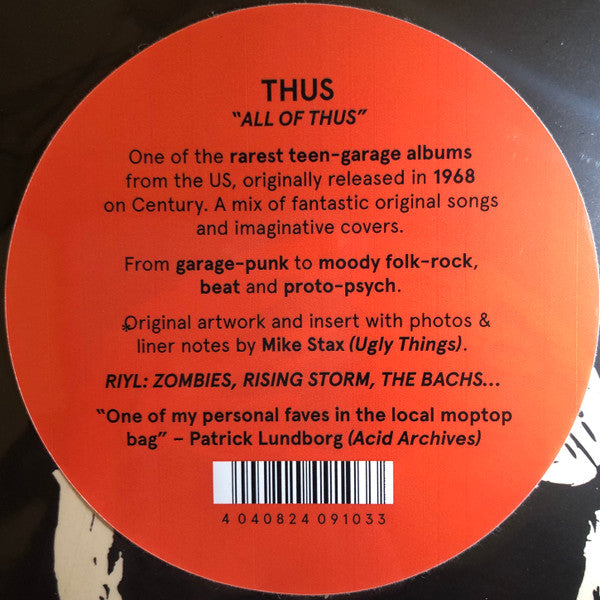 THUS
“ALL OF THUS”
One of the rarest teen-garage albums
from the US, originally released in 1968
on Century. A mix of fantastic original songs
and imaginative covers.
From garage-punk to moody folk-rock,
beat and proto-psych.
Original artwork and insert with photos &
liner notes by Mike Stax (Ugly Things).
RIYL: ZOMBIES, RISING STORM, THE BACHS...
“One of my personal faves in the local moptop
bag” – Patrick Lundborg (Acid Archives)
4 040824 091033